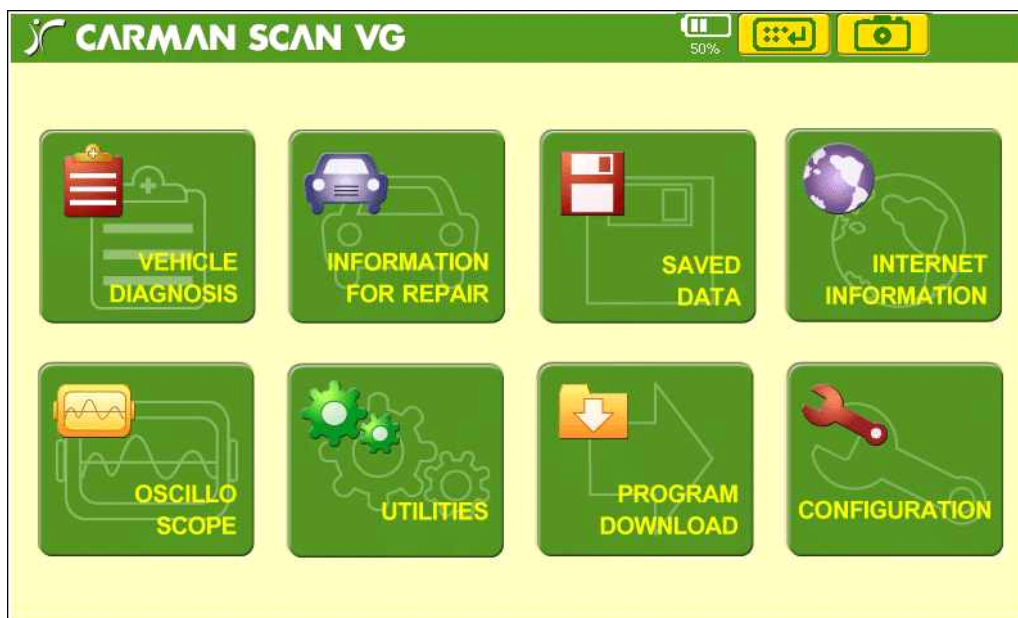 CARMAN SCAN VG
50%
VEHICLE
DIAGNOSIS
INFORMATION
FOR REPAIR
SAVED
DATA
INTERNET
INFORMATION
OSCILLO
SCOPE
UTILITIES
PROGRAM
DOWNLOAD
CONFIGURATION